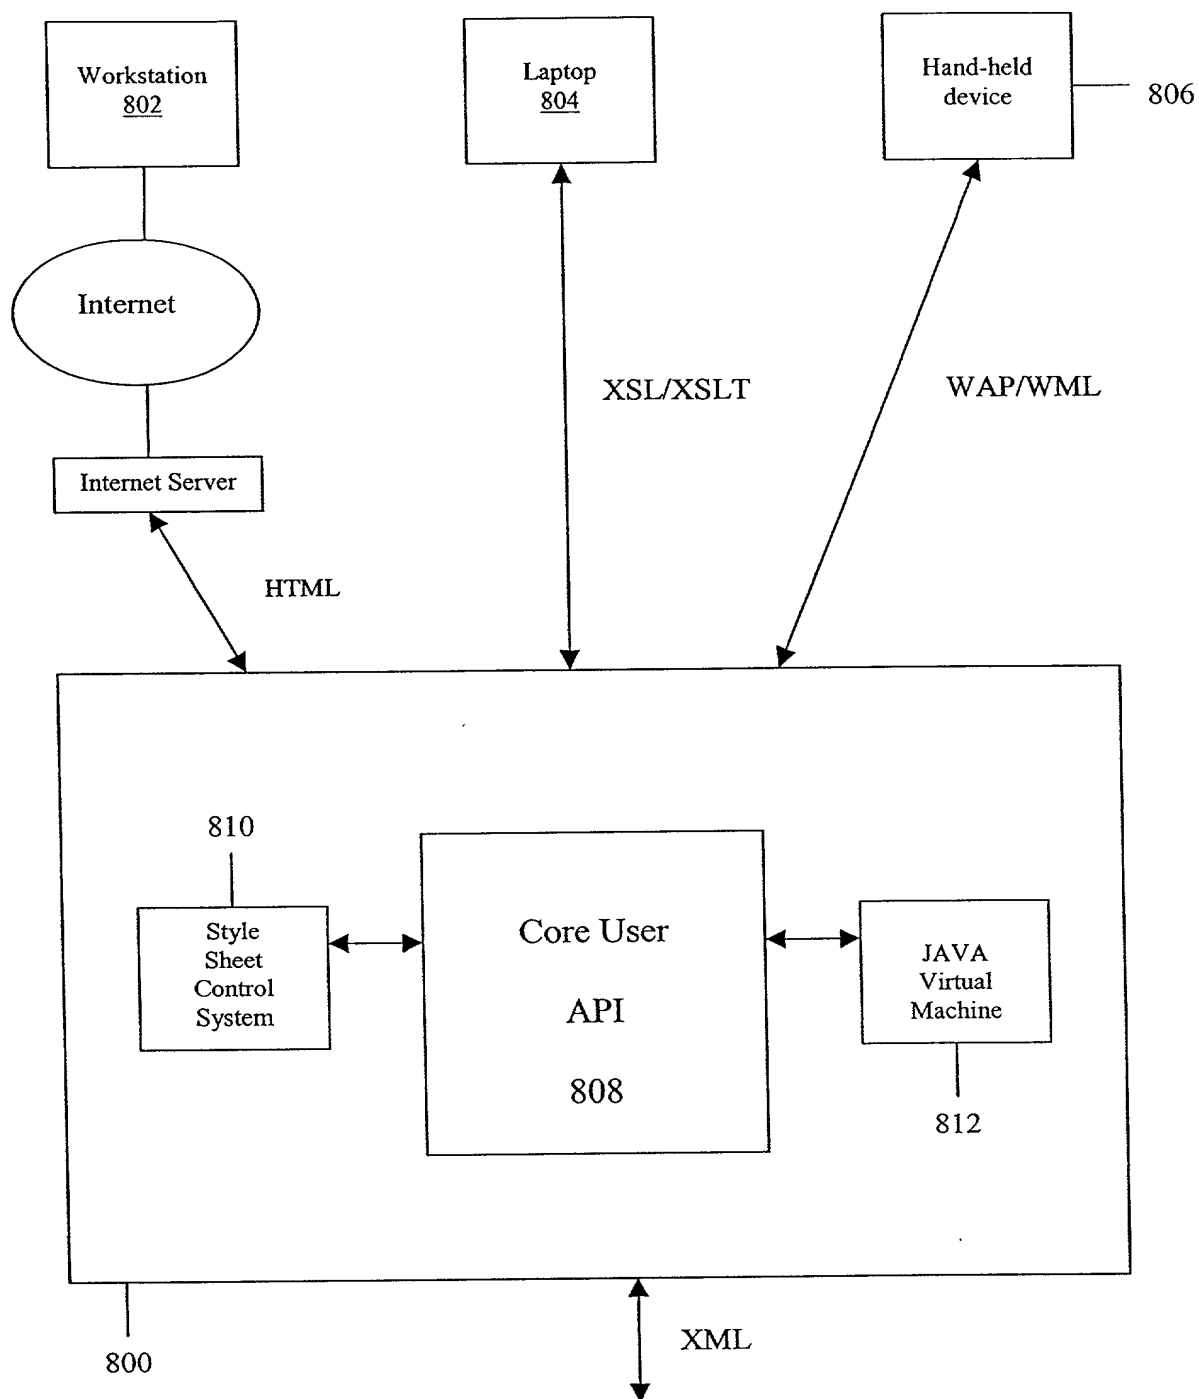 Workstation
802
Laptop
804
Hand-held
device
806
Internet
XSL/XSLT
WAP/WML
Internet Server
HTML
810
Style
Sheet
Control
System
Core User
API
808
JAVA
Virtual
Machine
812
800
XML